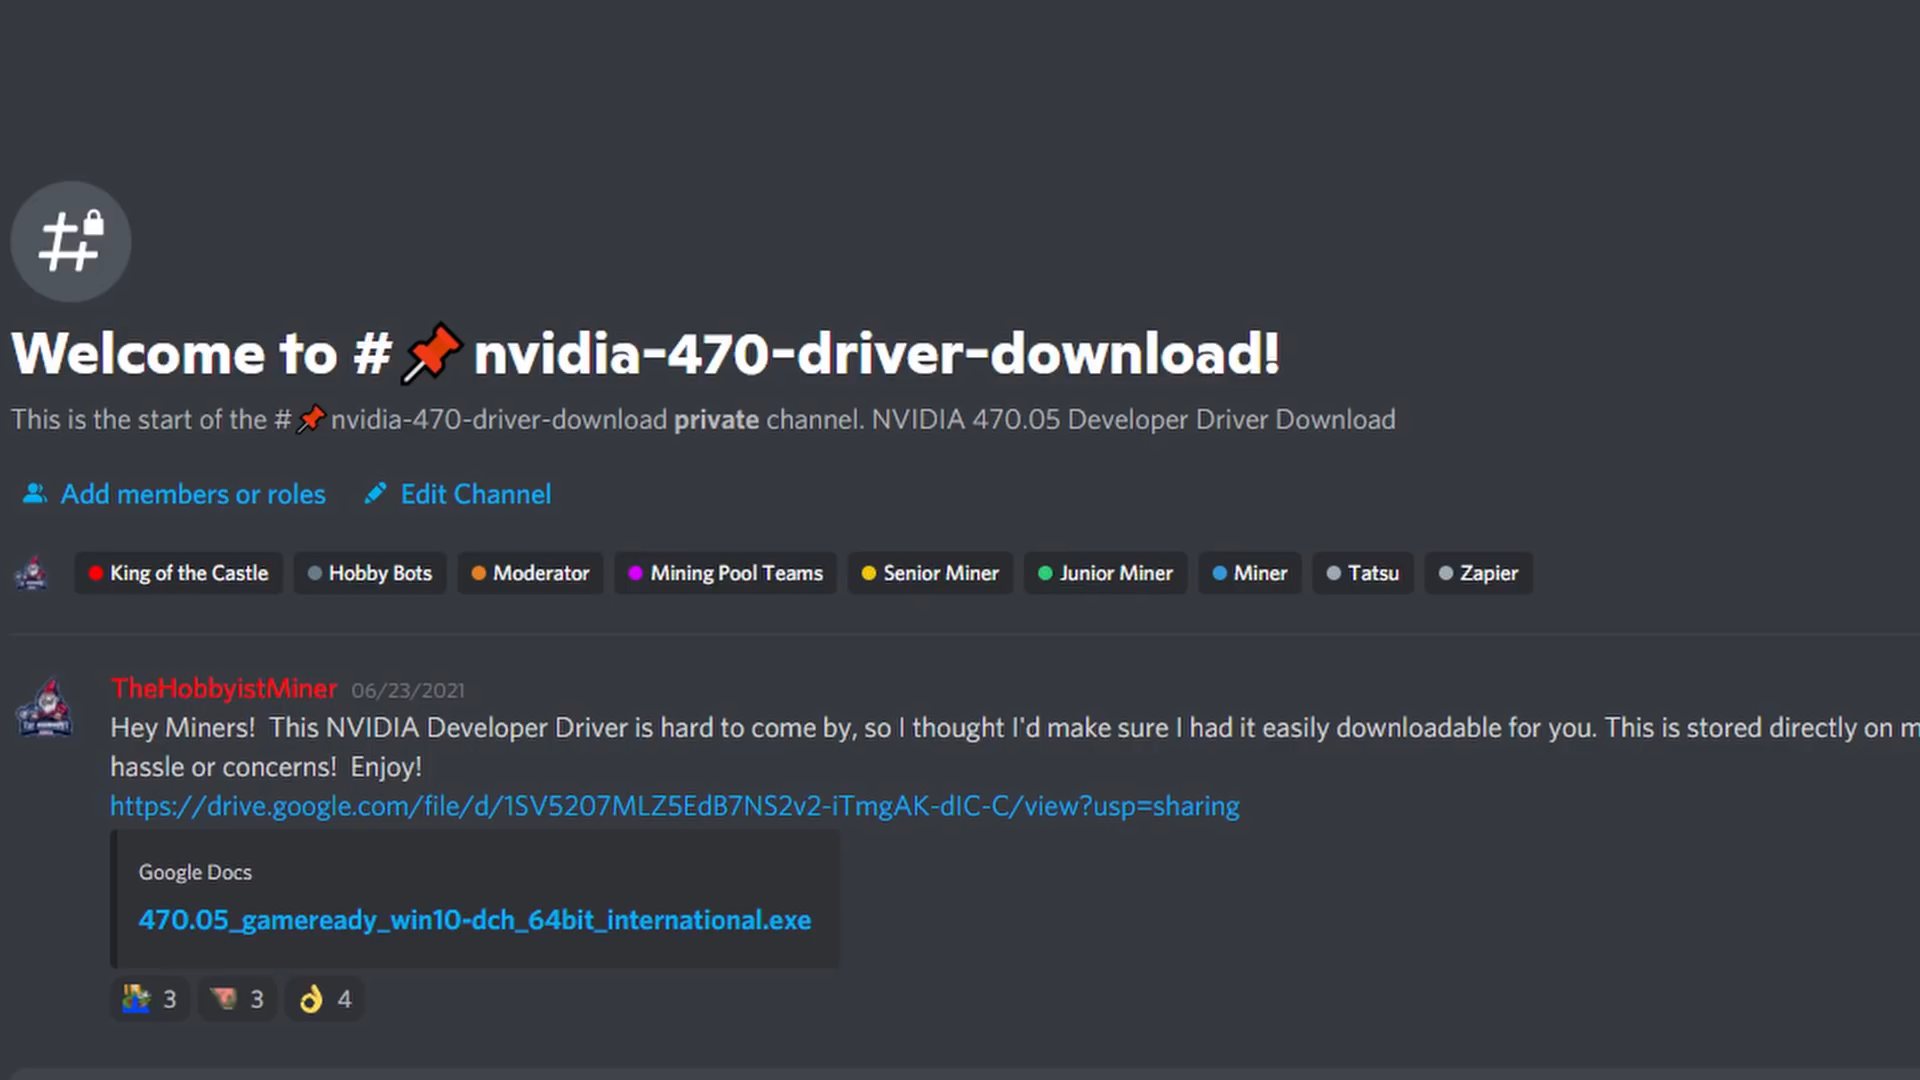 Welcome to # nvidia-470-driver-download!
This is the start of the # nvidia-470-driver-download private channel. NVIDIA 470.05 Developer Driver Download
Add members or roles Edit Channel
King of the Castle Hobby Bots Moderator Mining Pool Teams Senior Miner Junior Miner Miner Tatsu Zapier
TheHobbyistMiner 06/23/2021
Hey Miners! This NVIDIA Developer Driver is hard to come by, so I thought I'd make sure I had it easily downloadable for you. This is stored directly on
hassle or concerns! Enjoy!
https://drive.google.com/file/d/1SV52O7MLZ5EdB7NS2v2-iTmgAK-dIC-C/view?usp=sharing
Google Docs
470.05_gameready_win10-dch_64bit_international.exe
3 3 4